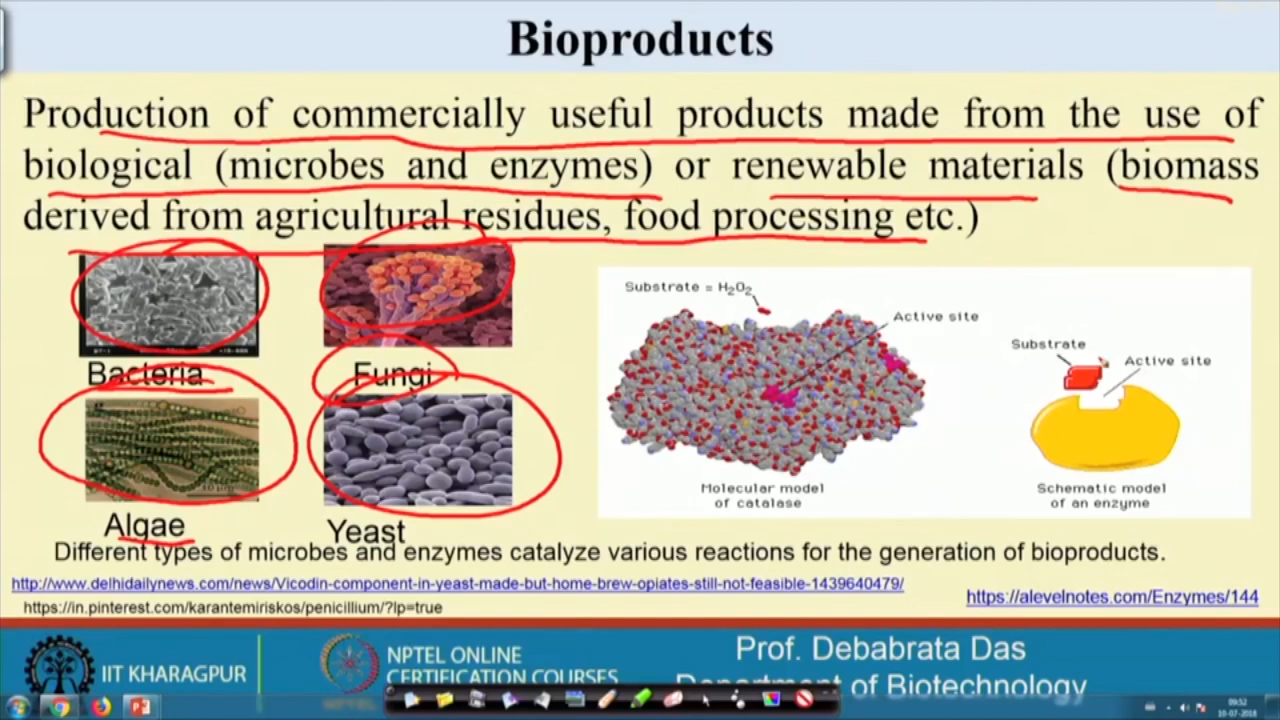 Bioproducts
Production of commercially useful products made from the use of
biological (microbes and enzymes) or renewable materials (biomass
derived from agricultural residues, food processing etc.)
Bacteria
Fungi
Algae
Yeast
Substrate = H₂O₂
Active site
Molecular model
of catalase
Substrate
Active site
Schematic model
of an enzyme
Different types of microbes and enzymes catalyze various reactions for the generation of bioproducts.
http://www.delhidailynews.com/news/Vicodin-component-in-yeast-made-but-home-brew-opiates-still-not-feasible-1439640479/
https://in.pinterest.com/karantemiriskos/penicillium/?lp=true
https://alevelnotes.com/Enzymes/144
IIT KHARAGPUR
NPTEL ONLINE
CERTIFICATION COURSES
Prof. Debabrata Das
Department of Biotechnology
09:52
10-07-2018